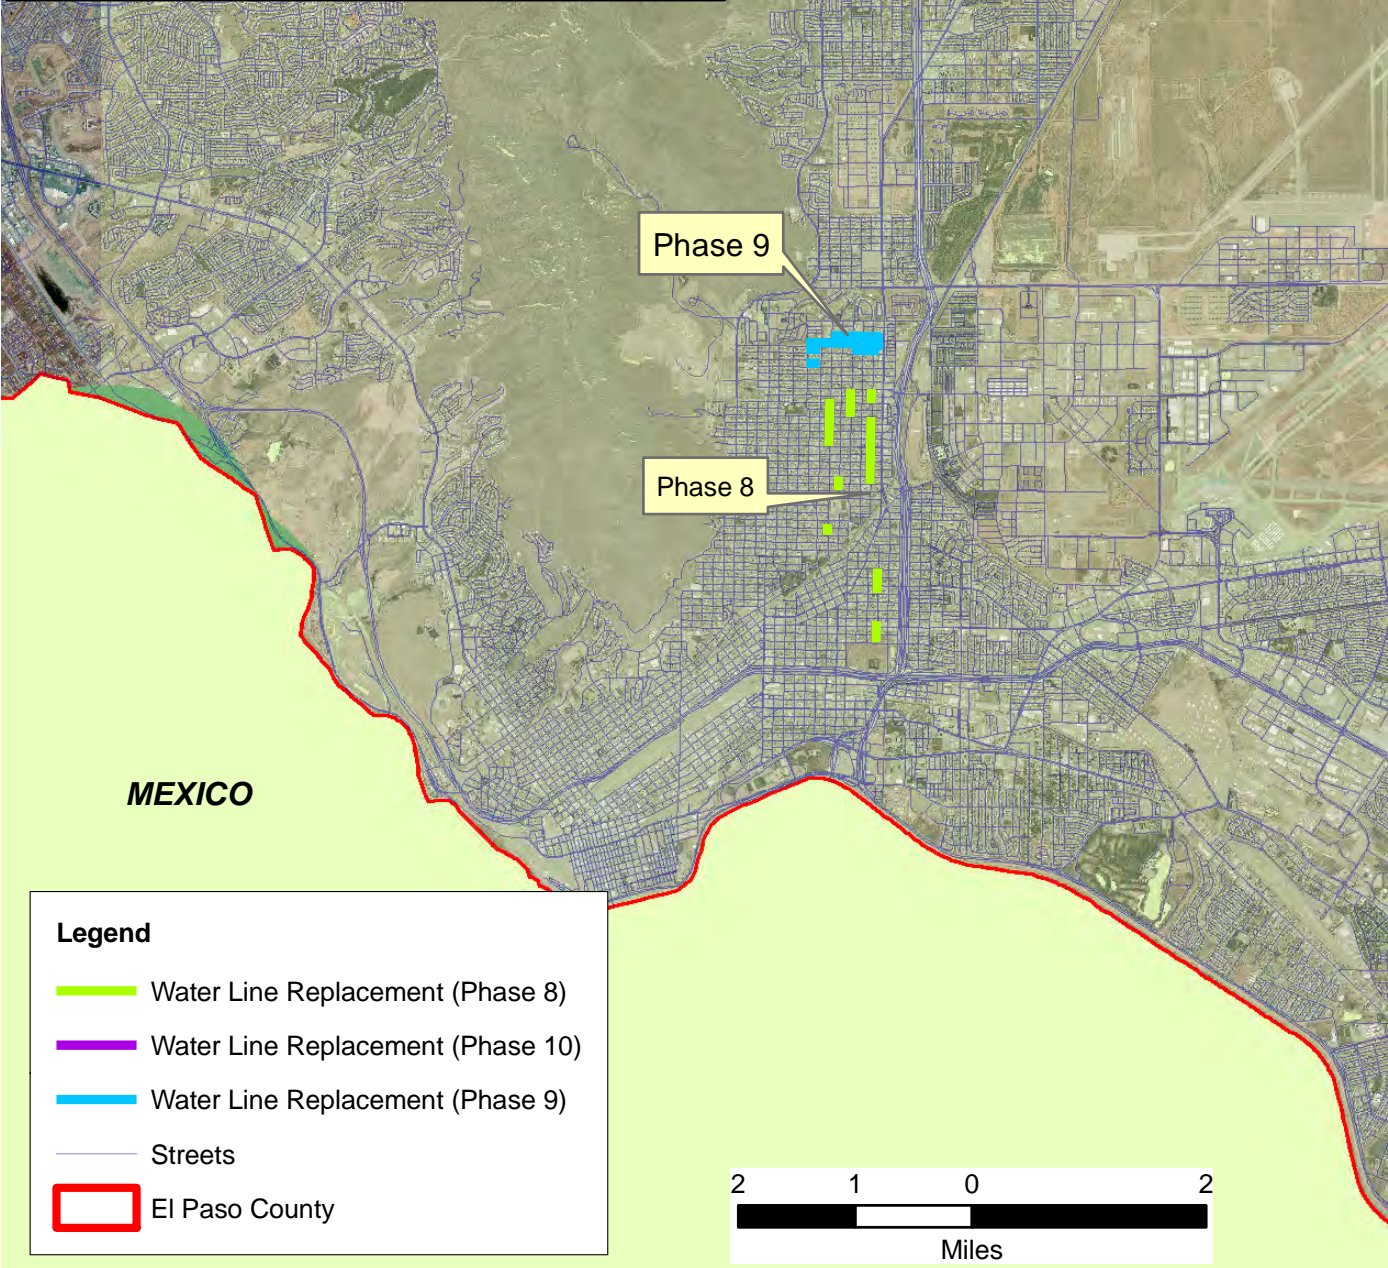 Phase 9
Phase 8
MEXICO
Legend
Water Line Replacement (Phase 8)
Water Line Replacement (Phase 10)
Water Line Replacement (Phase 9)
Streets
El Paso County
2 1 0 2
Miles